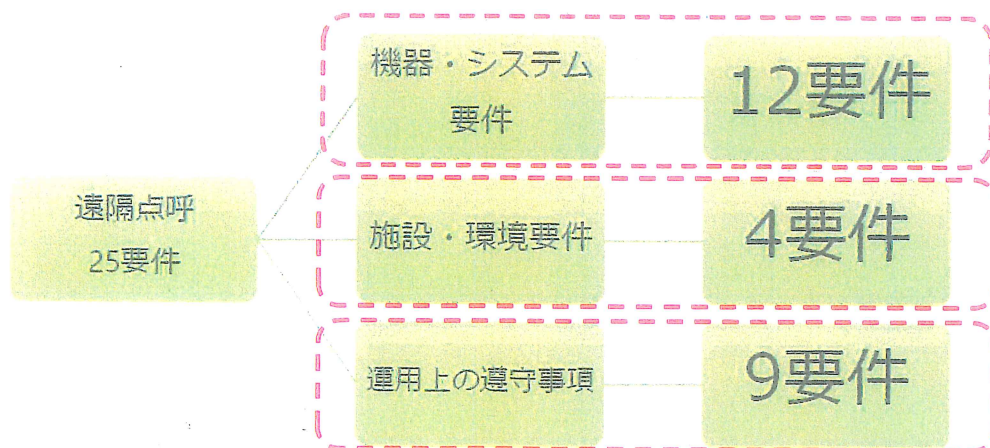 遠隔点呼
25要件
機器・システム
要件
12要件
施設・環境要件
4要件
運用上の遵守事項
9要件